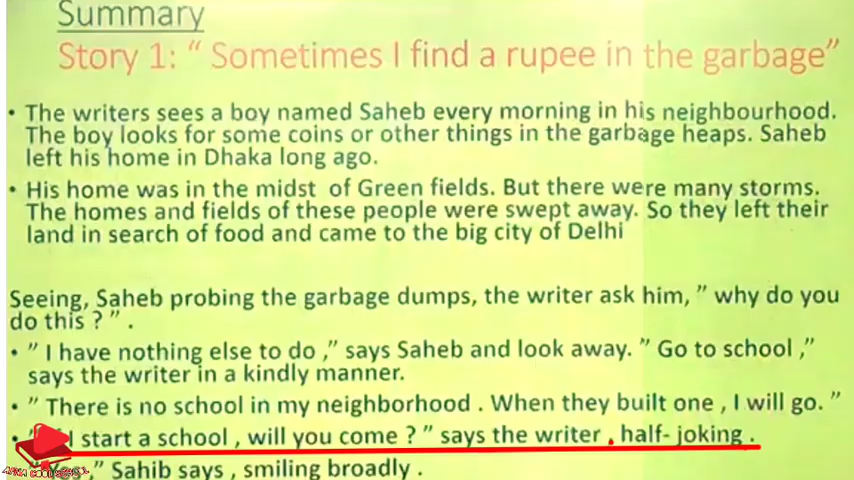 Summary
Story 1: “ Sometimes I find a rupee in the garbage”
• The writers sees a boy named Saheb every morning in his neighbourhood.
The boy looks for some coins or other things in the garbage heaps. Saheb
left his home in Dhaka long ago.
• His home was in the midst of Green fields. But there were many storms.
The homes and fields of these people were swept away. So they left their
land in search of food and came to the big city of Delhi
Seeing, Saheb probing the garbage dumps, the writer ask him, ” why do you
do this ? ” .
• ” I have nothing else to do ,” says Saheb and look away. ” Go to school ,”
says the writer in a kindly manner.
• ” There is no school in my neighborhood . When they built one , I will go. ”
• ” I start a school , will you come ? ” says the writer , half- joking .
Yes ,” Sahib says , smiling broadly .